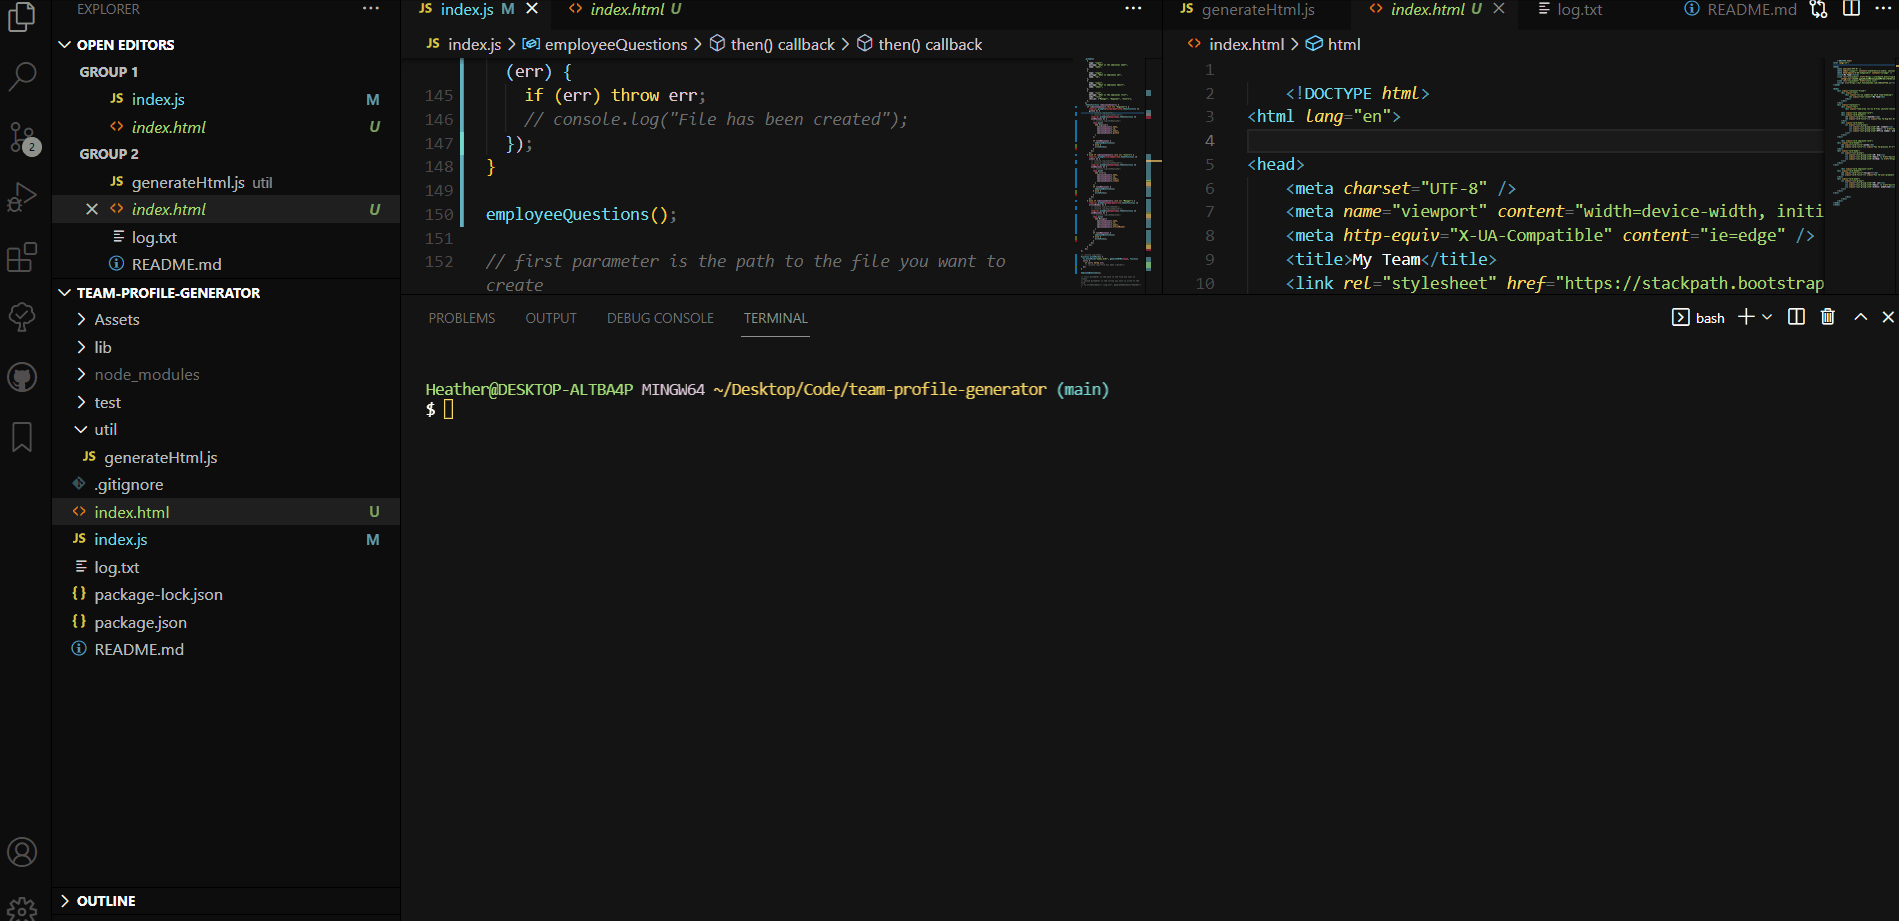 EXPLORER
OPEN EDITORS
GROUP 1
JS index.js M
<> index.html U
GROUP 2
JS generateHtml.js util
<> index.html U
log.txt
README.md
TEAM-PROFILE-GENERATOR
Assets
lib
node_modules
test
util
JS generateHtml.js
.gitignore
<> index.html U
JS index.js M
log.txt
{} package-lock.json
{} package.json
README.md
OUTLINE
2
JS index.js M <> index.html U
JS index.js > employeeQuestions > then() callback > then() callback
(err) {
145 if (err) throw err;
146 // console.log("File has been created");
147 });
148 }
149
150 employeeQuestions();
151
152 // first parameter is the path to the file you want to
create
JS generateHtml.js <> index.html U log.txt README.md
<> index.html > html
1
2 <!DOCTYPE html>
3 <html lang="en">
4
5 <head>
6 <meta charset="UTF-8" />
7 <meta name="viewport" content="width=device-width, initi
8 <meta http-equiv="X-UA-Compatible" content="ie=edge" />
9 <title>My Team</title>
10 <link rel="stylesheet" href="https://stackpath.bootstrap
PROBLEMS OUTPUT DEBUG CONSOLE TERMINAL
bash
Heather@DESKTOP-ALTBA4P MINGW64 ~/Desktop/Code/team-profile-generator (main)
$